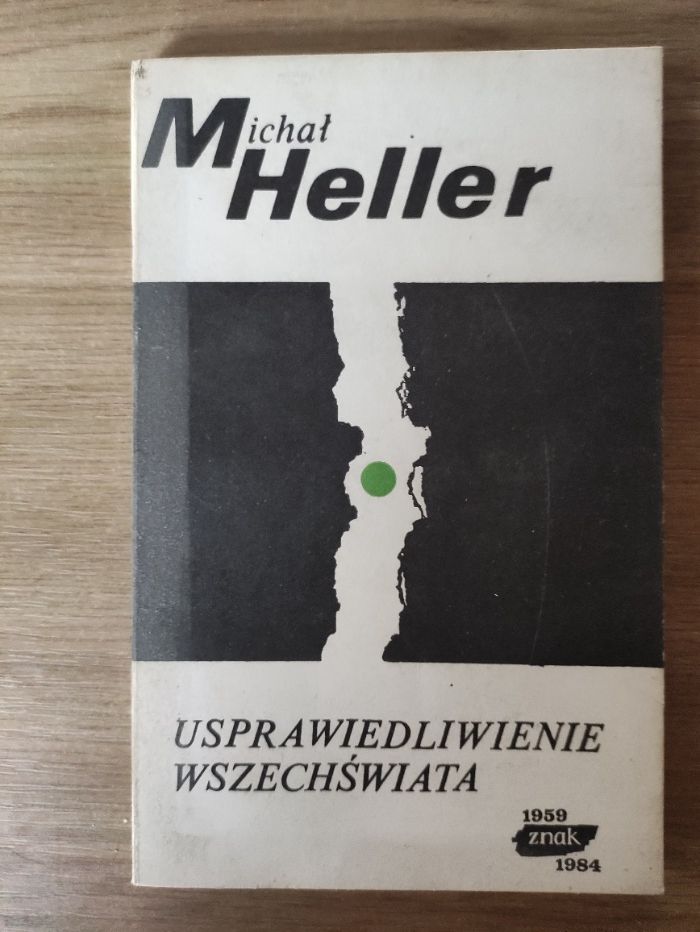 Michał
Heller
USPRAWIEDLIWIENIE
WSZECHŚWIATA
1959
znak
1984